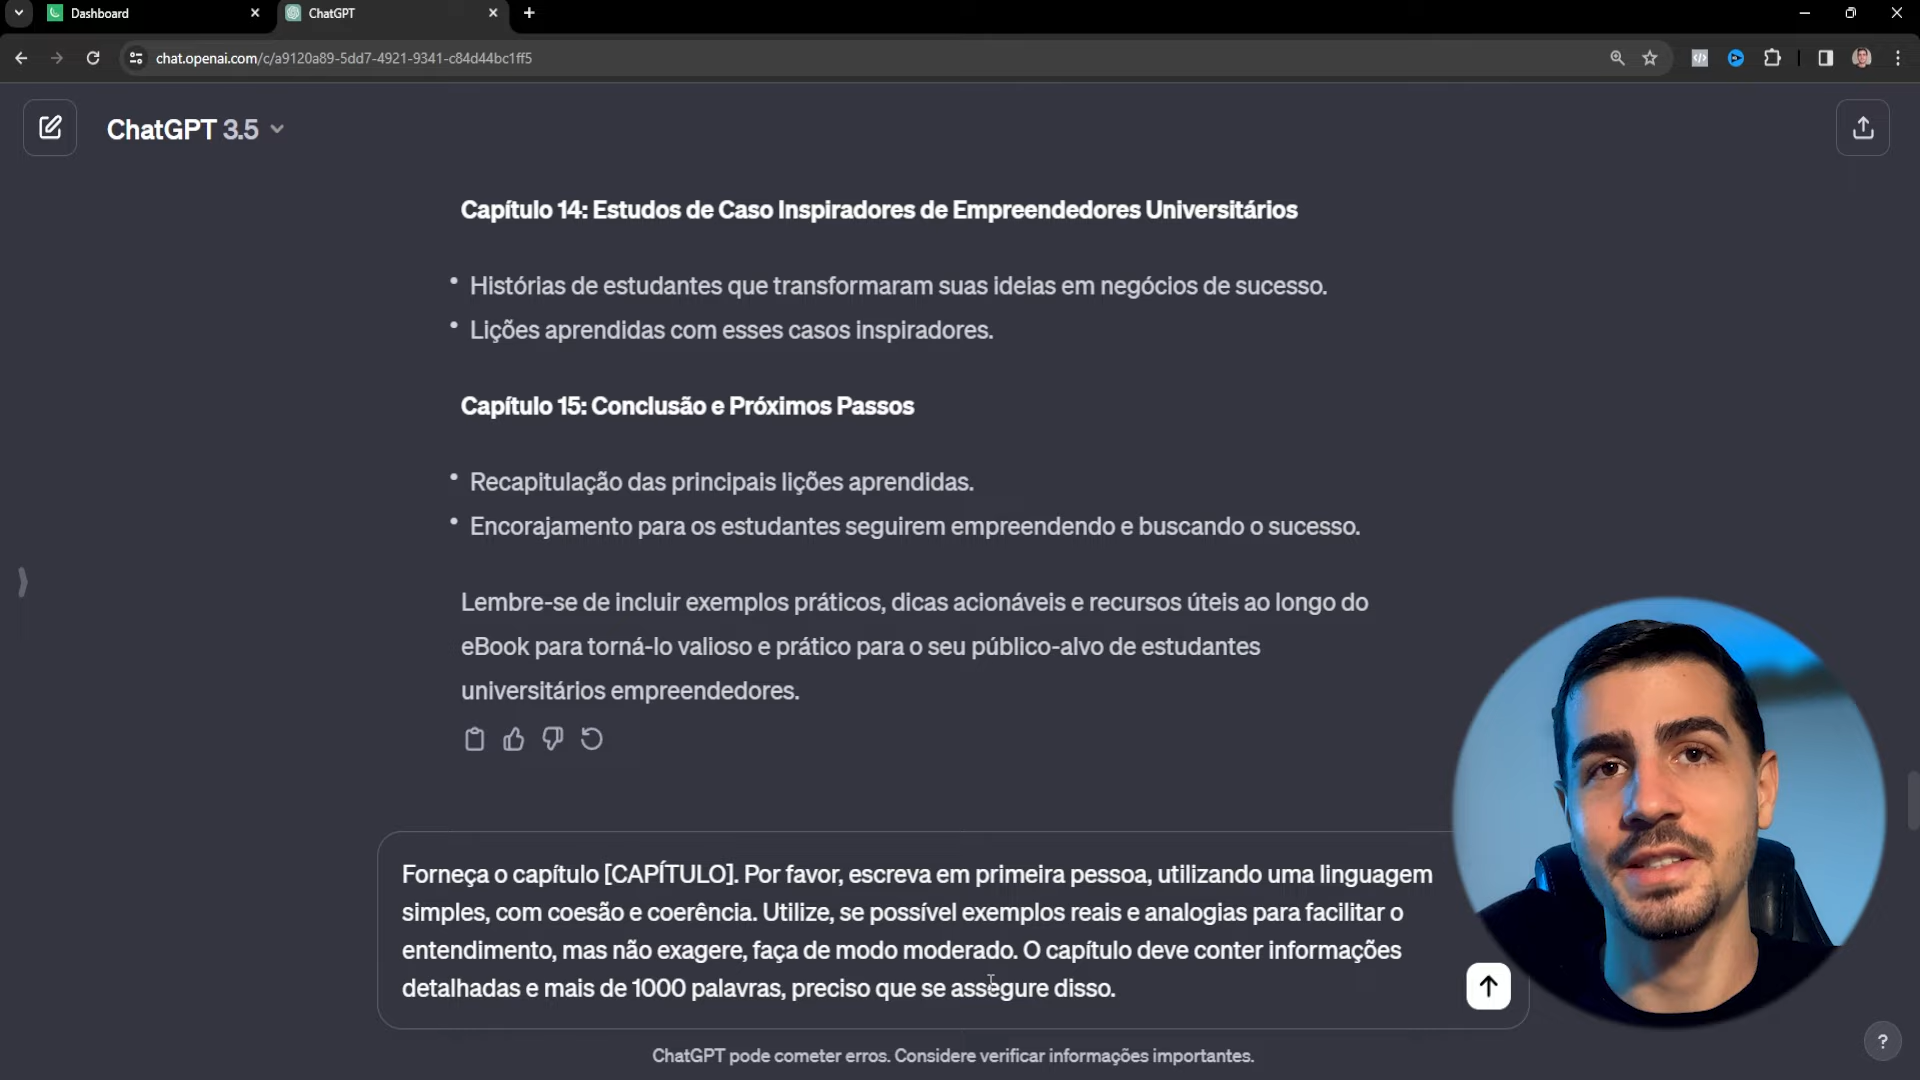 Dashboard
ChatGPT
chat.openai.com/c/a9120a89-5dd7-4921-9341-c84d44bc1ff5
ChatGPT 3.5
Capítulo 14: Estudos de Caso Inspiradores de Empreendedores Universitários
• Histórias de estudantes que transformaram suas ideias em negócios de sucesso.
• Lições aprendidas com esses casos inspiradores.
Capítulo 15: Conclusão e Próximos Passos
• Recapitulação das principais lições aprendidas.
• Encorajamento para os estudantes seguirem empreendendo e buscando o sucesso.
Lembre-se de incluir exemplos práticos, dicas acionáveis e recursos úteis ao longo do
eBook para torná-lo valioso e prático para o seu público-alvo de estudantes
universitários empreendedores.
Forneça o capítulo [CAPÍTULO]. Por favor, escreva em primeira pessoa, utilizando uma linguagem
simples, com coesão e coerência. Utilize, se possível exemplos reais e analogias para facilitar o
entendimento, mas não exagere, faça de modo moderado. O capítulo deve conter informações
detalhadas e mais de 1000 palavras, preciso que se assegure disso.
ChatGPT pode cometer erros. Considere verificar informações importantes.
?